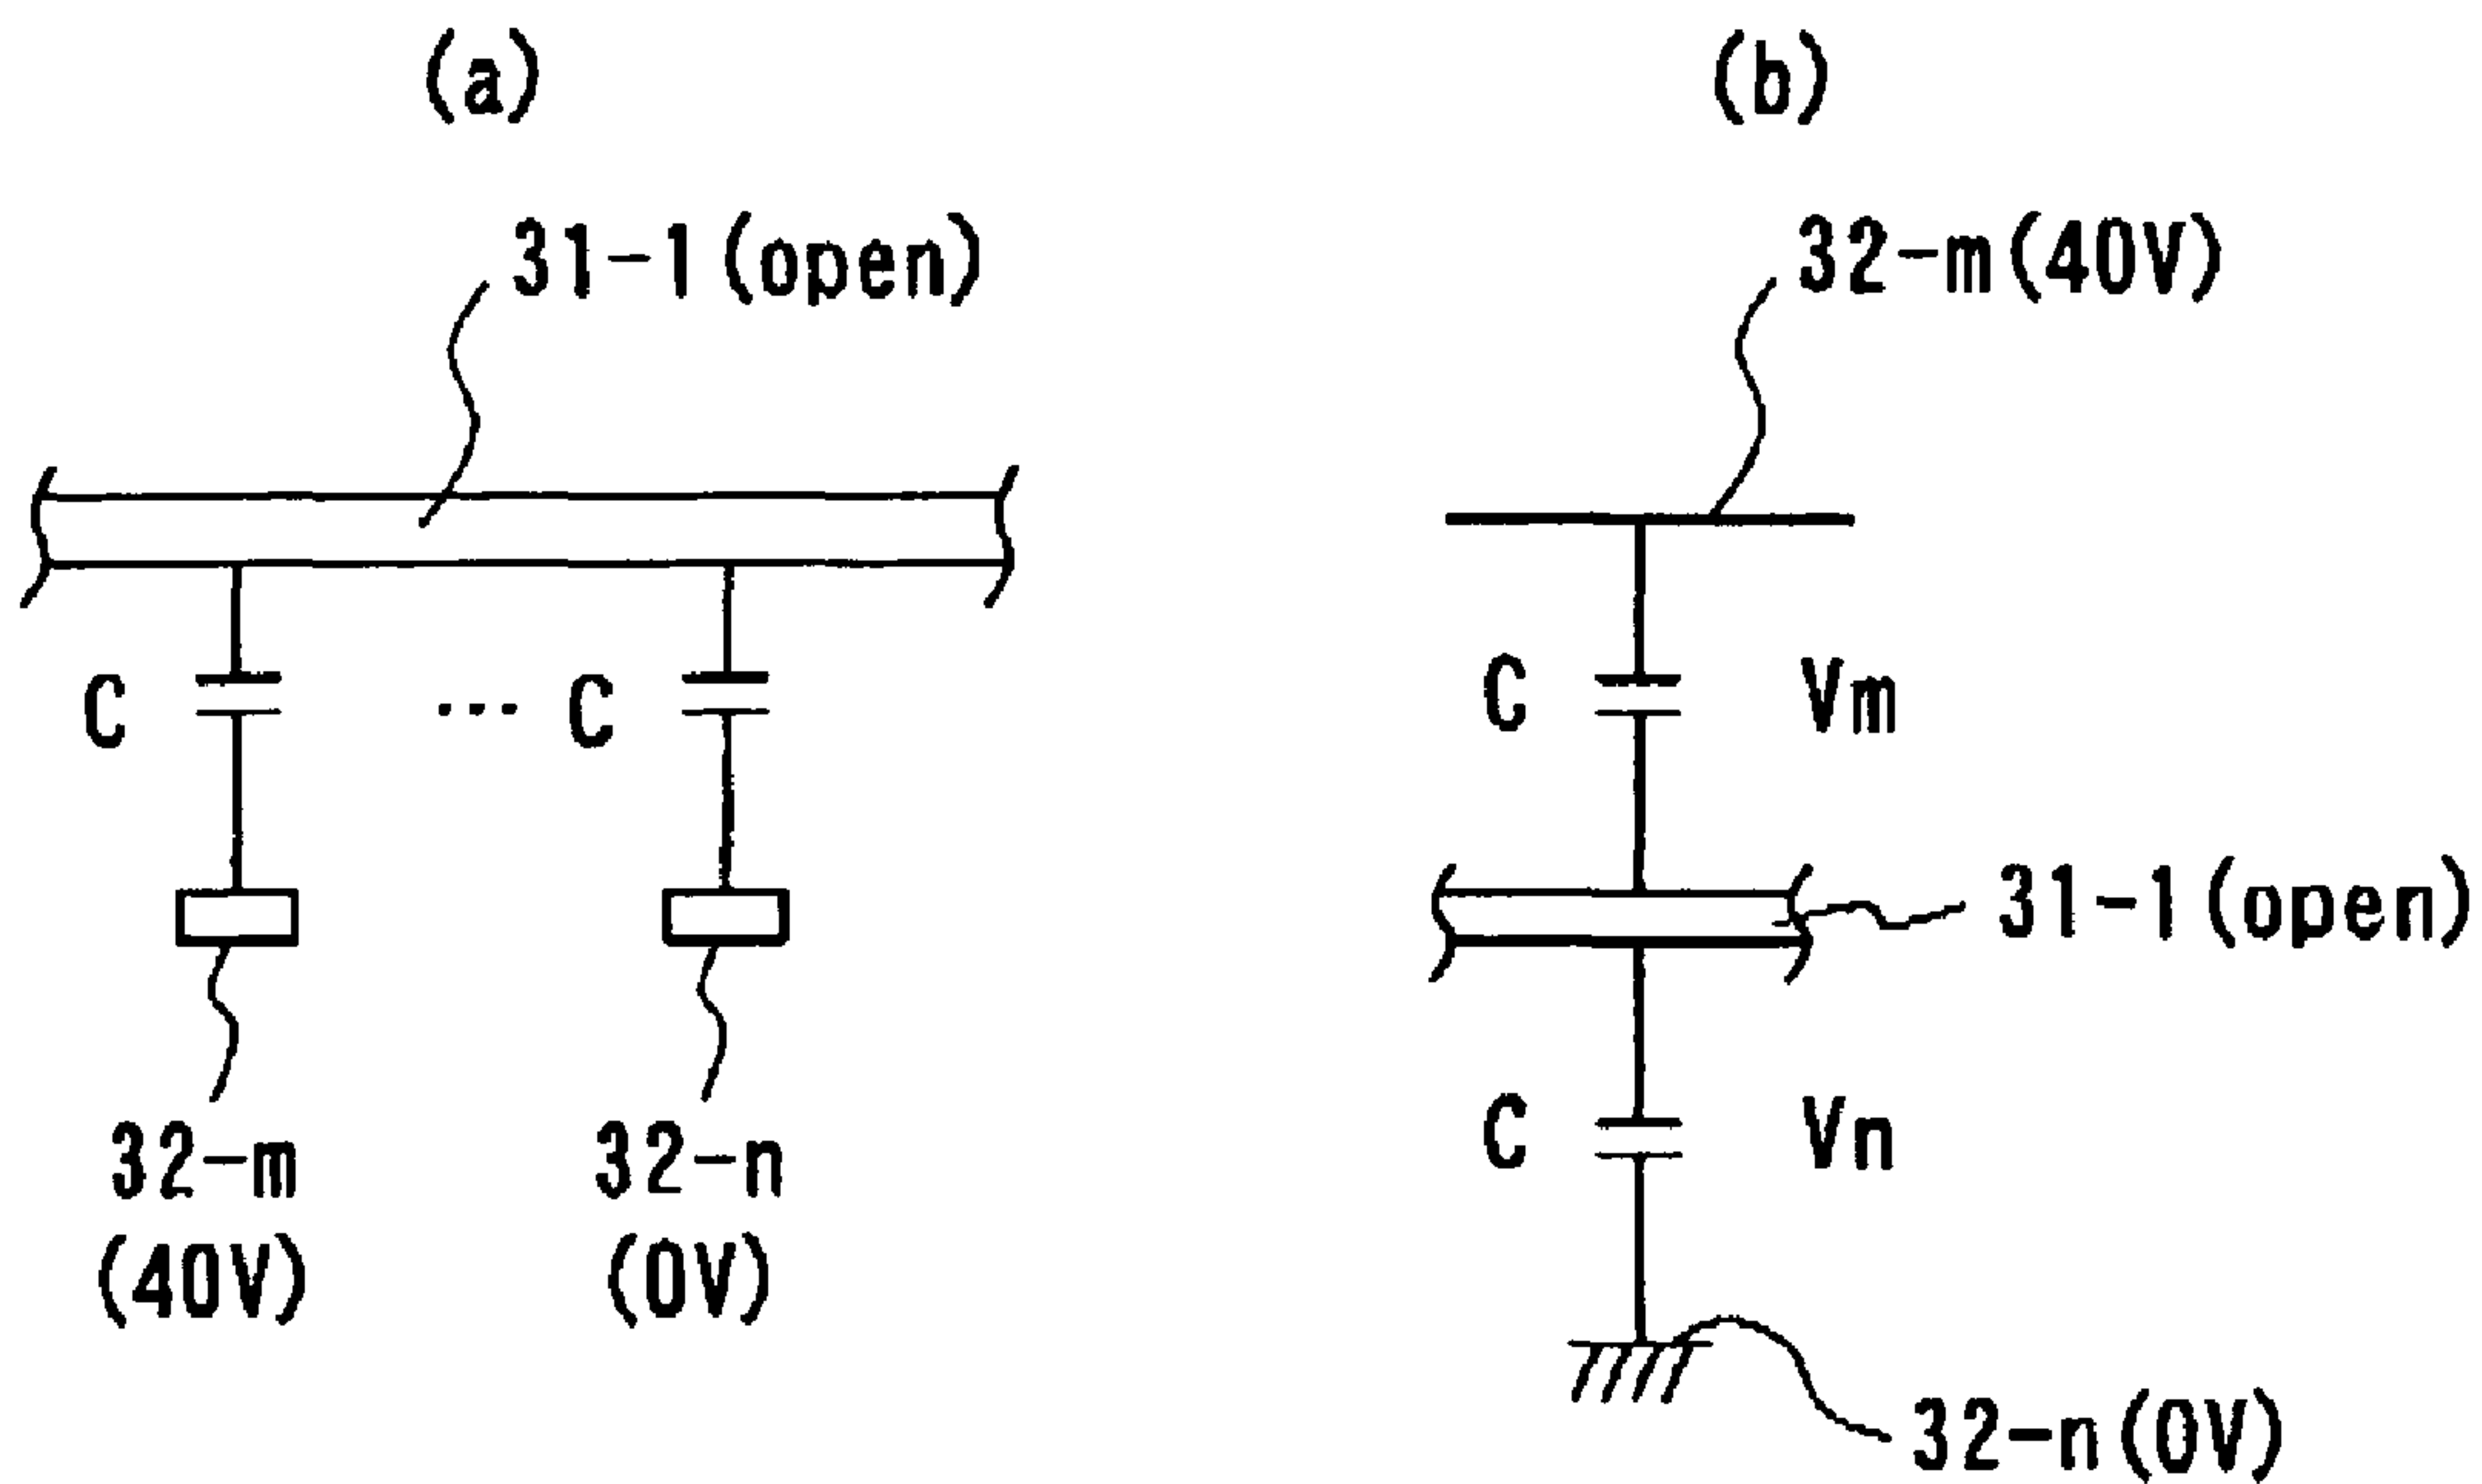 (a)
31-1(open)
C
... C
32-m
(40V)
32-n
(0V)
(b)
32-m(40V)
C
Vm
31-1(open)
C
Vn
32-n(0V)